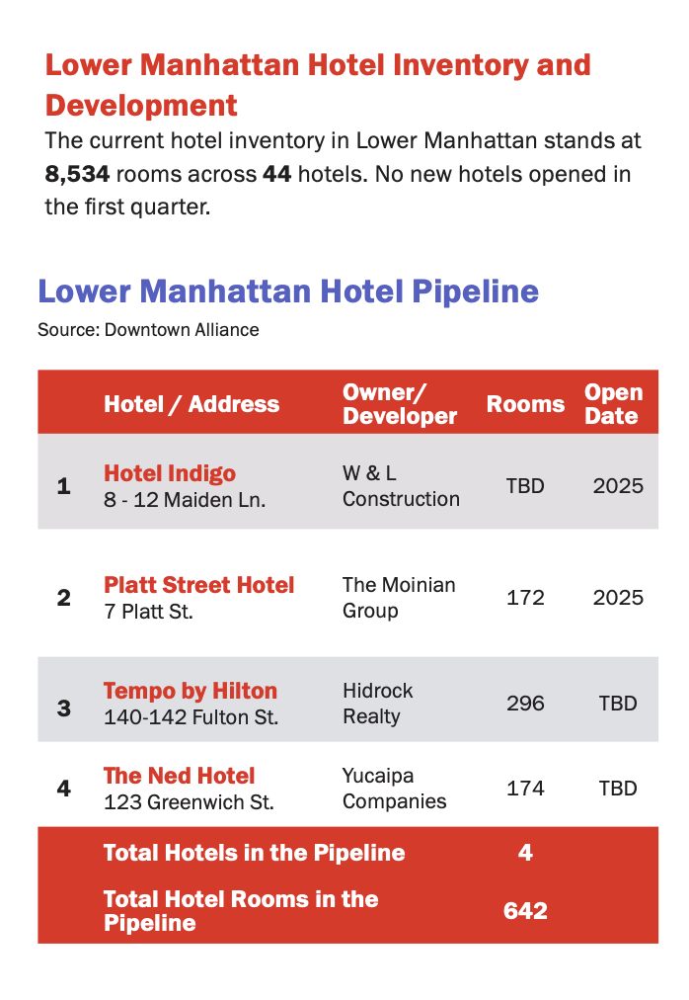 Lower Manhattan Hotel Inventory and
Development
The current hotel inventory in Lower Manhattan stands at
8,534 rooms across 44 hotels. No new hotels opened in
the first quarter.
Lower Manhattan Hotel Pipeline
Source: Downtown Alliance
Hotel / Address Owner/ Developer Rooms Open Date
1 Hotel Indigo W & L TBD 2025
8 - 12 Maiden Ln. Construction
2 Platt Street Hotel The Moinian 172 2025
7 Platt St. Group
3 Tempo by Hilton Hidrock 296 TBD
140-142 Fulton St. Realty
4 The Ned Hotel Yucaipa 174 TBD
123 Greenwich St. Companies
Total Hotels in the Pipeline 4
Total Hotel Rooms in the
Pipeline 642